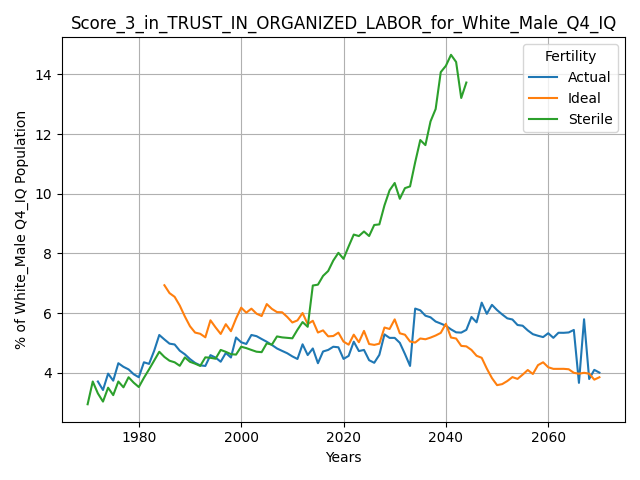 Score_3_in_TRUST_IN_ORGANIZED_LABOR_for_White_Male_Q4_IQ
Fertility
Actual
Ideal
Sterile
% of White_Male Q4_IQ Population
14
12
10
8
6
4
1980
2000
2020
2040
2060
Years